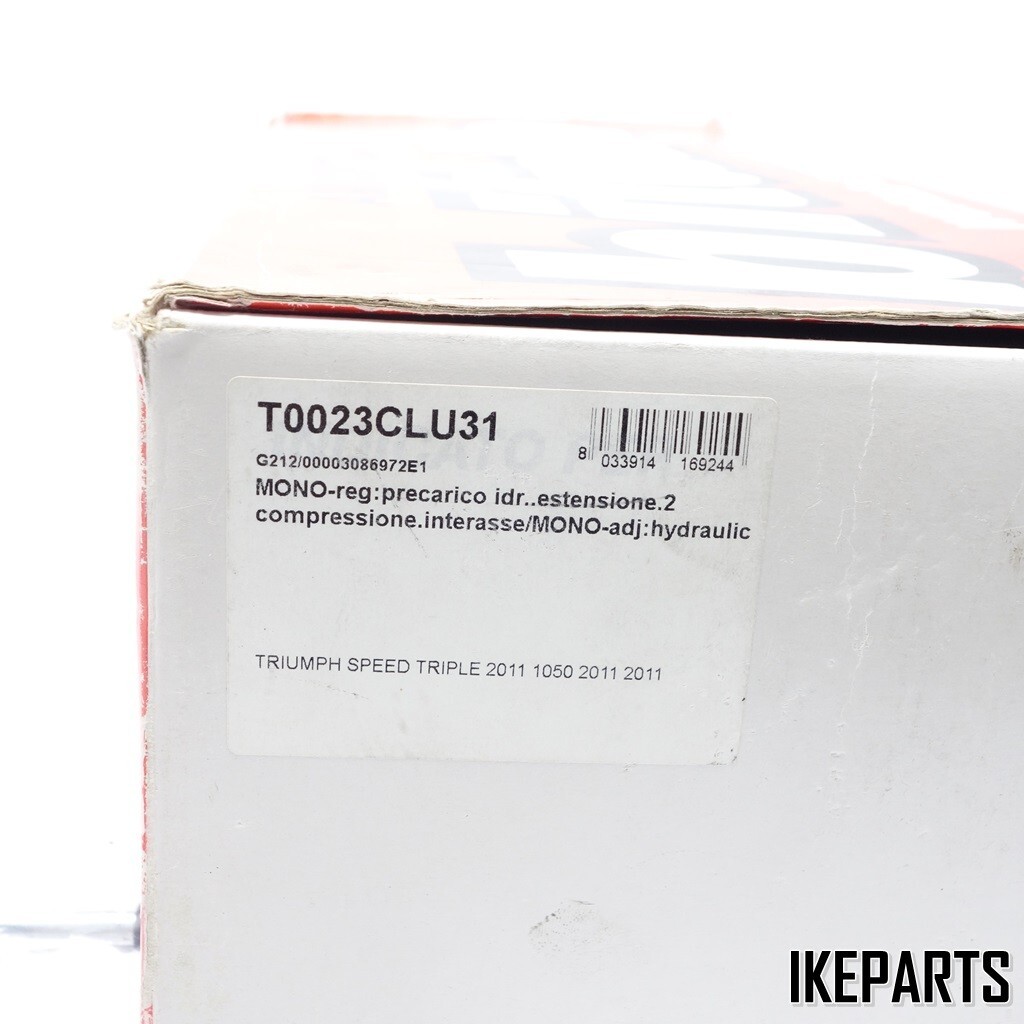 T0023CLU31
8 033914 169244
G212/00003086972E1
MONO-reg:precarico idr..estensione.2
compressione.interasse/MONO-adj:hydraulic
TRIUMPH SPEED TRIPLE 2011 1050 2011 2011
IKEPARTS